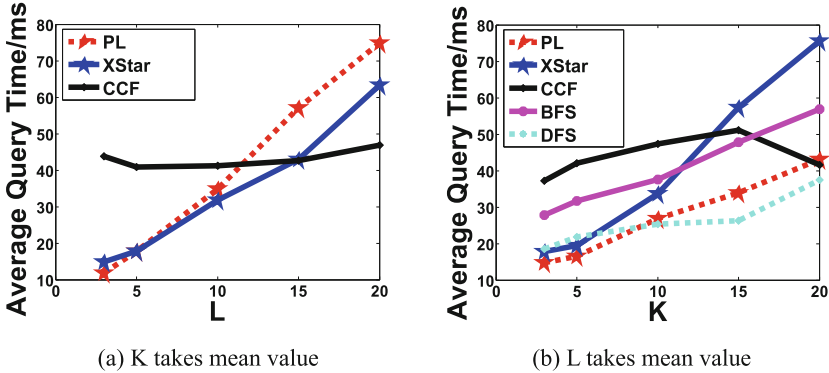 Average Query Time/ms
80
70
60
50
40
30
20
10
0
5
10
15
20
L
PL
XStar
CCF
(a) K takes mean value
Average Query Time/ms
80
70
60
50
40
30
20
10
0
5
10
15
20
K
PL
XStar
CCF
BFS
DFS
(b) L takes mean value